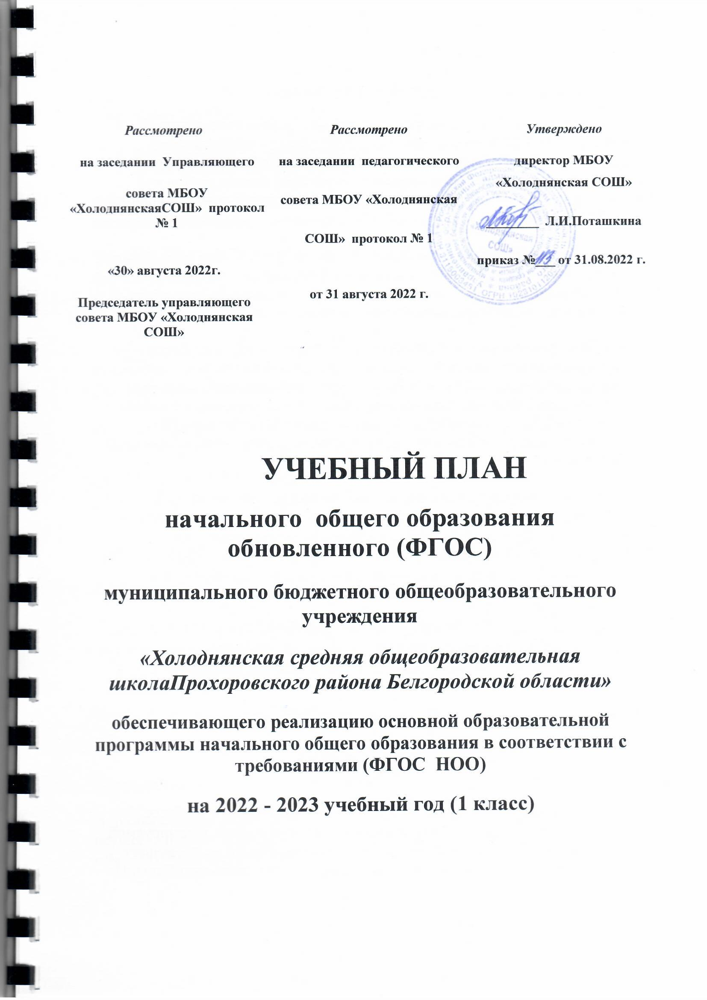 Рассмотрено
на заседании Управляющего
совета МБОУ
«ХолоднянскаяСОШ» протокол
№ 1
«30» августа 2022г.
Председатель управляющего
совета МБОУ «Холоднянская
СОШ»
Рассмотрено
на заседании педагогического
совета МБОУ «Холоднянская
СОШ» протокол № 1
от 31 августа 2022 г.
Утверждено
директор МБОУ
«Холоднянская СОШ»
________ Л.И.Поташкина
приказ №113 от 31.08.2022 г.
«Холоднянская
СОШ»
УЧЕБНЫЙ ПЛАН
начального общего образования
обновленного (ФГОС)
муниципального бюджетного общеобразовательного
учреждения
«Холоднянская средняя общеобразовательная
школаПрохоровского района Белгородской области»
обеспечивающего реализацию основной образовательной
программы начального общего образования в соответствии с
требованиями (ФГОС НОО)
на 2022 - 2023 учебный год (1 класс)